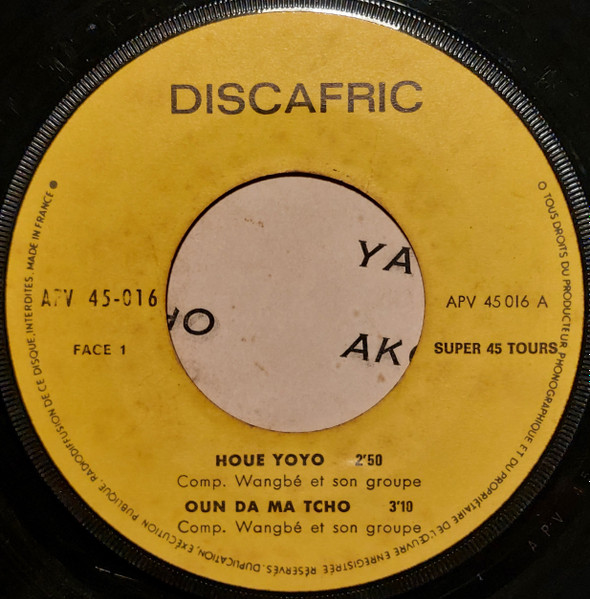 DISCAFRIC
APV 45-016
FACE 1
APV 45 016 A
SUPER 45 TOURS
YA
AKO
HOUE YOYO 2'50
Comp. Wangbé et son groupe
OUN DA MA TCHO 3'10
Comp. Wangbé et son groupe
TOUS DROITS DU PRODUCTEUR PHONOGRAPHIQUE ET DU PROPRIÉTAIRE DE L'ŒUVRE ENREGISTRÉE RÉSERVÉS. DUPLICATION, EXÉCUTION PUBLIQUE, RADIODIFFUSION DE CE DISQUE, INTERDITES. MADE IN FRANCE
APV